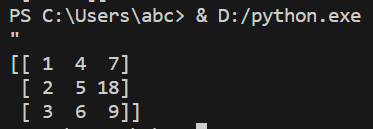 PS C:\Users\abc> & D:/python.exe
"
[[ 1  4  7]
 [ 2  5 18]
 [ 3  6  9]]